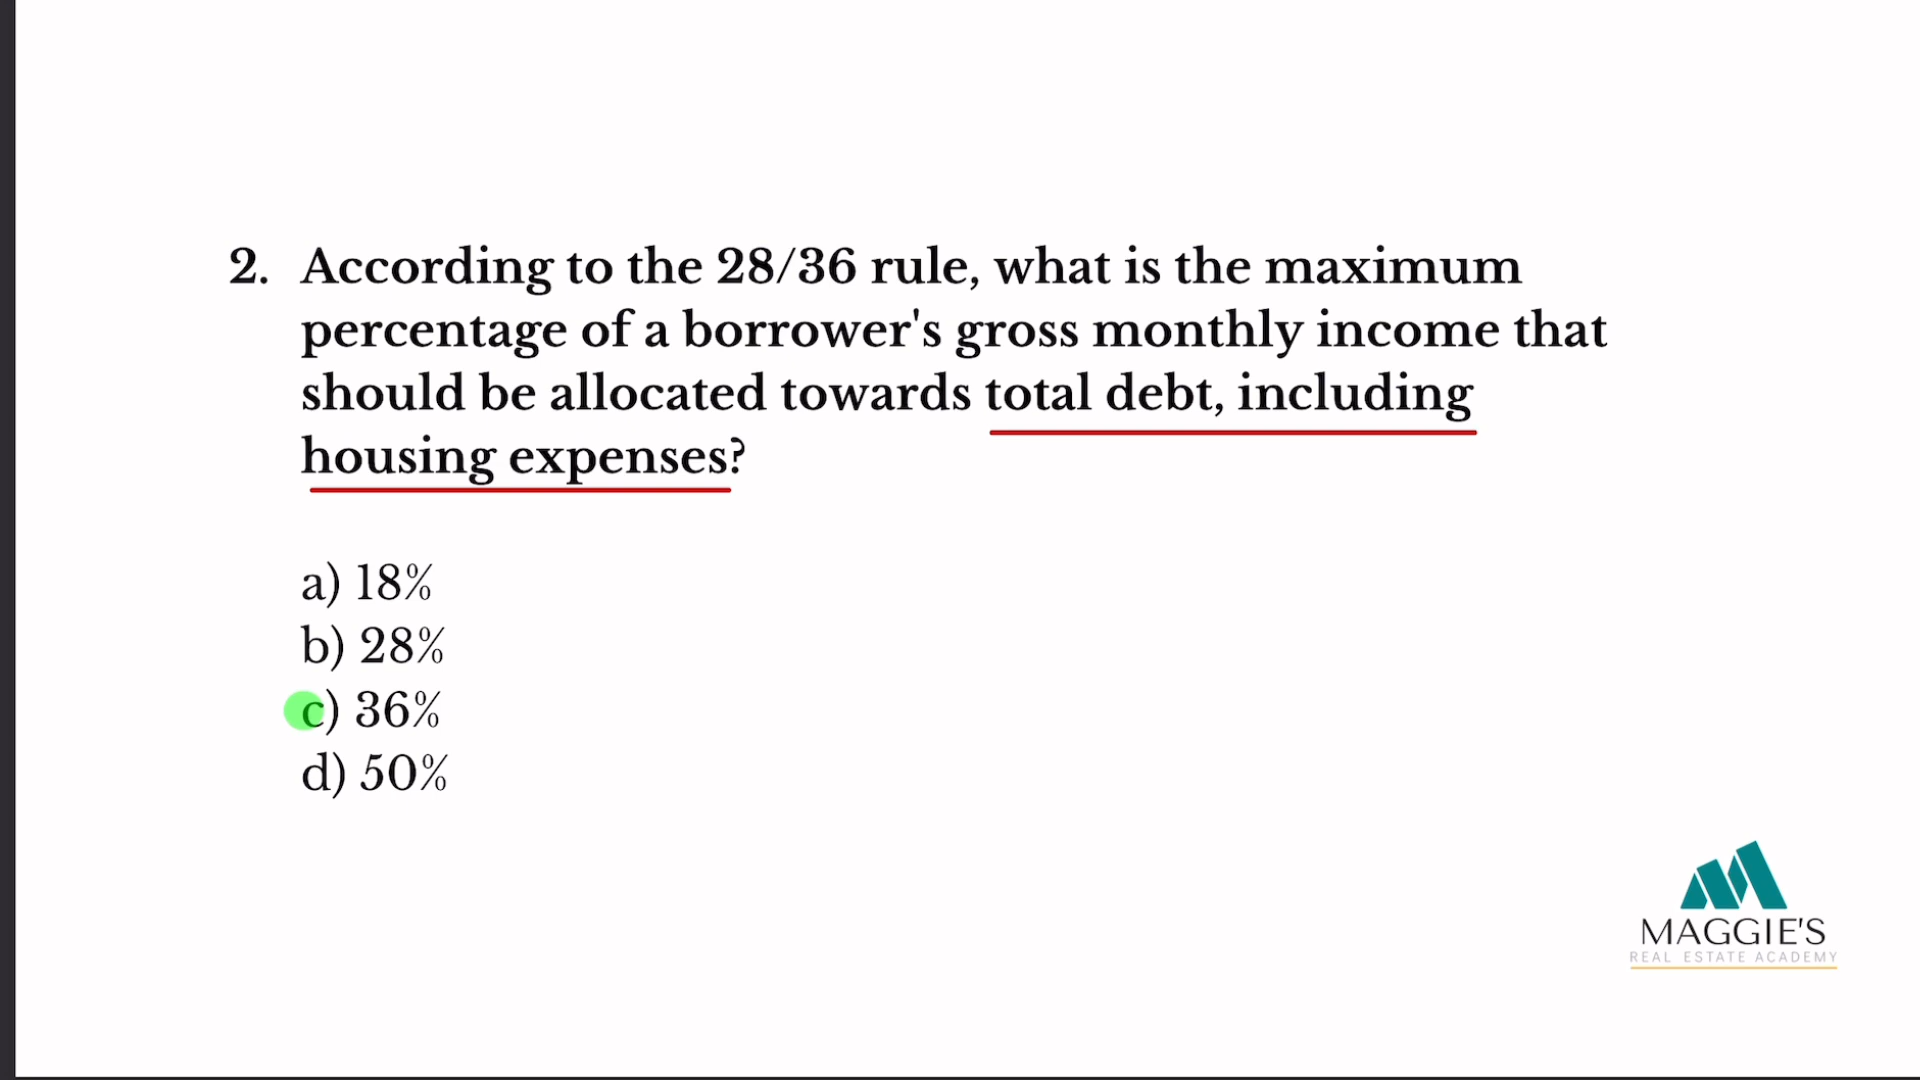 2. According to the 28/36 rule, what is the maximum
percentage of a borrower's gross monthly income that
should be allocated towards total debt, including
housing expenses?
a) 18%
b) 28%
c) 36%
d) 50%
MAGGIE'S
REAL ESTATE ACADEMY